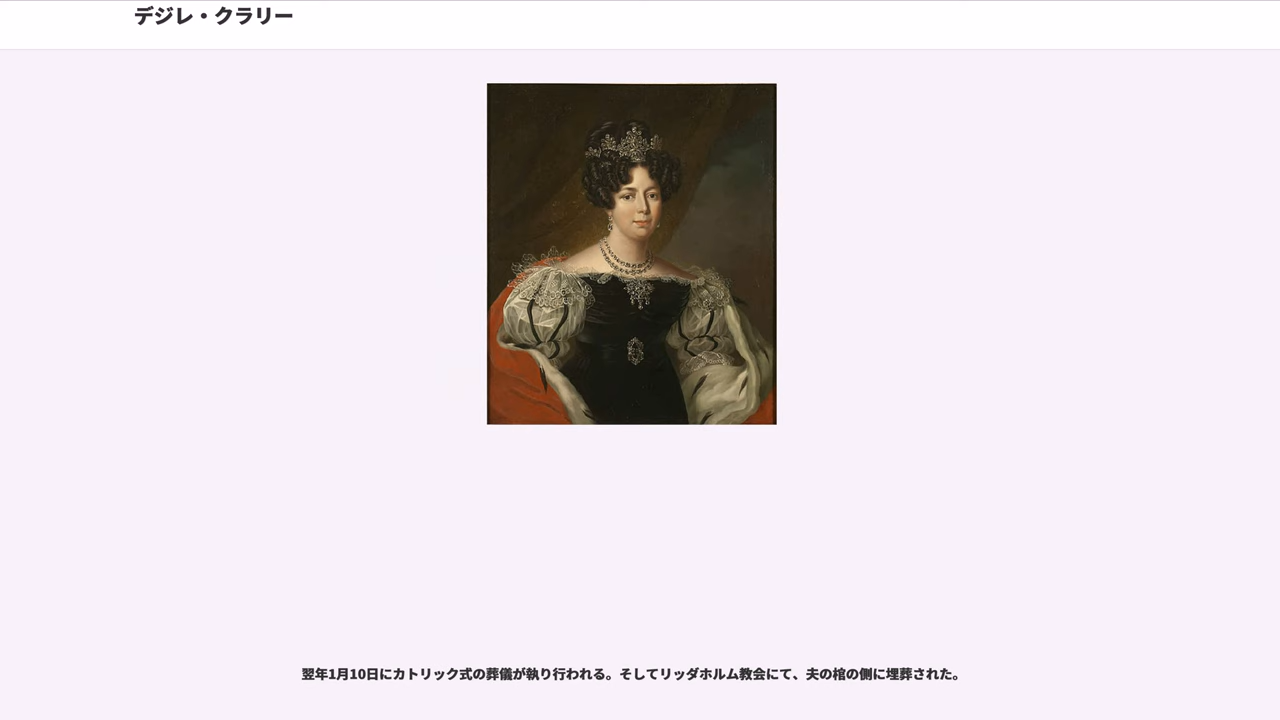 デジレ・クラリー
翌年1月10日にカトリック式の葬儀が執り行われる。そしてリッダホルム教会にて、夫の棺の側に埋葬された。